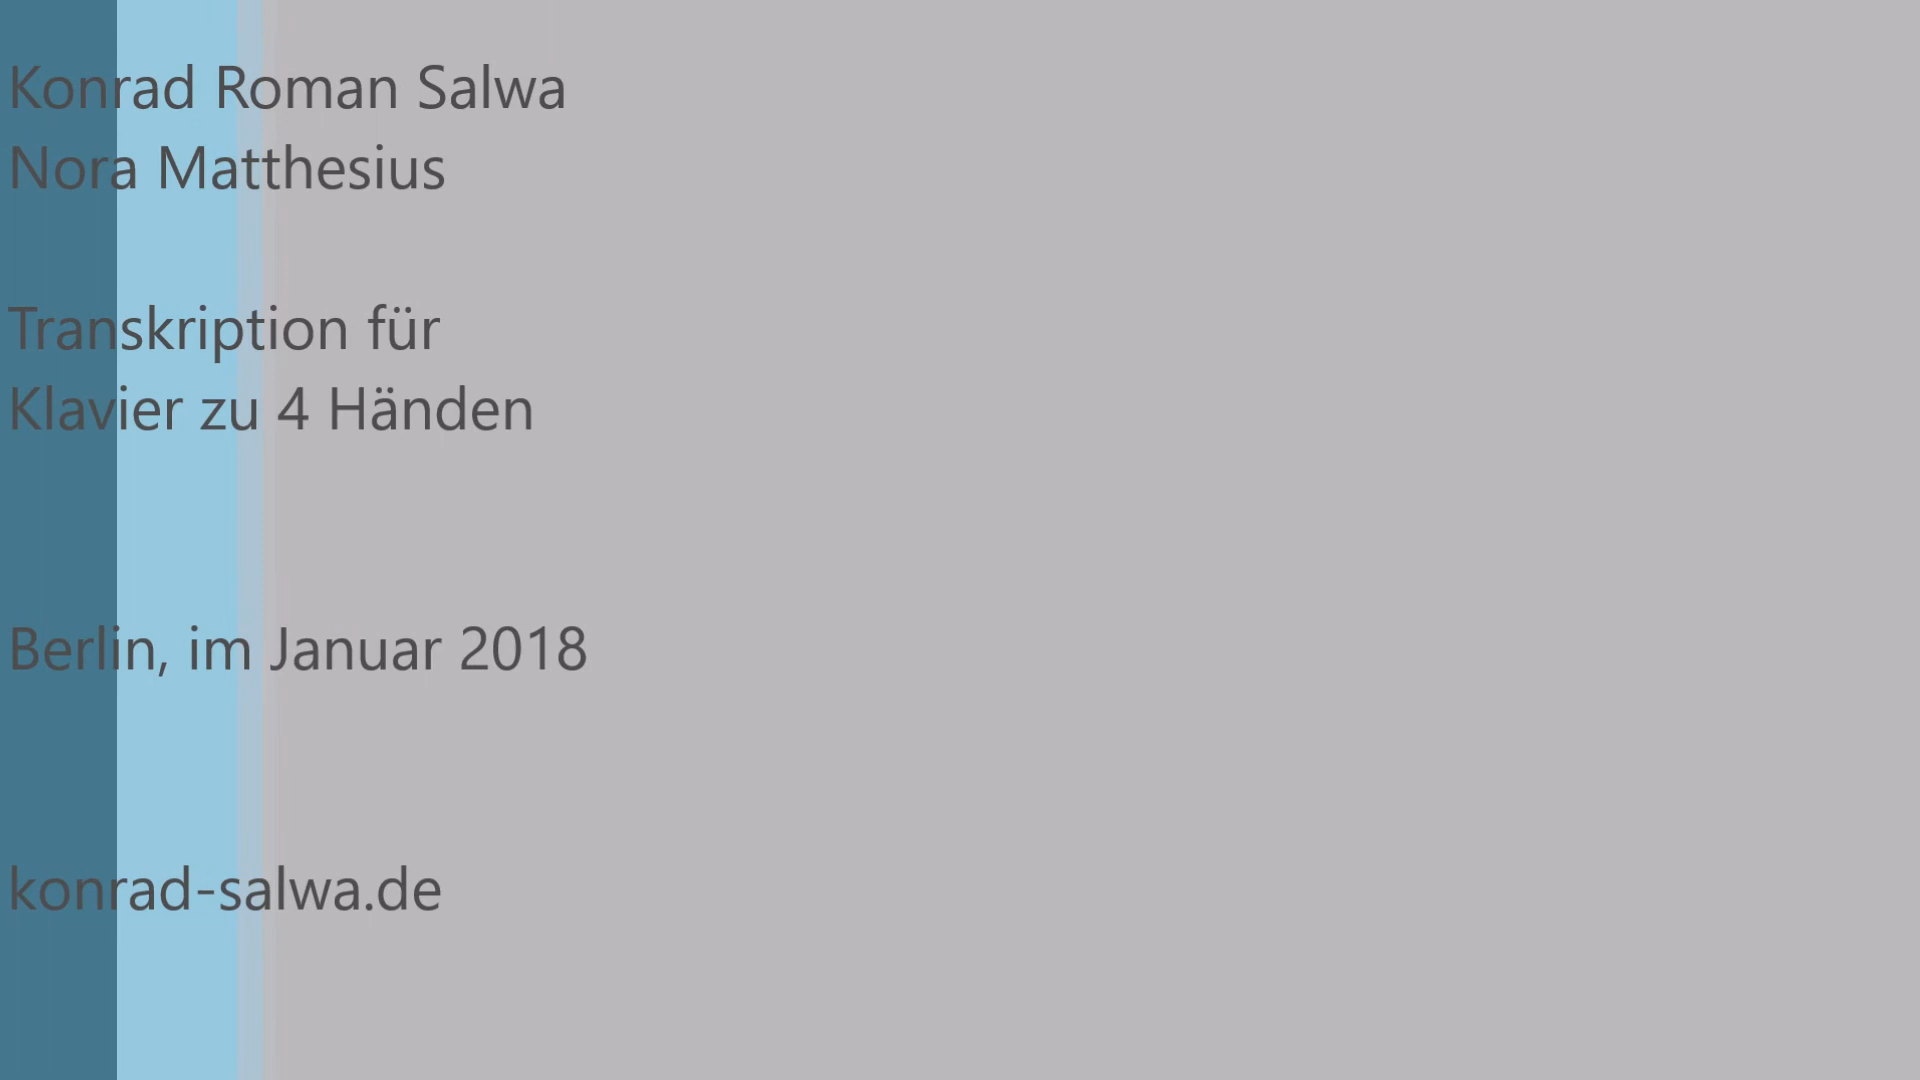 Konrad Roman Salwa
Nora Matthesius
Transkription für
Klavier zu 4 Händen
Berlin, im Januar 2018
konrad-salwa.de